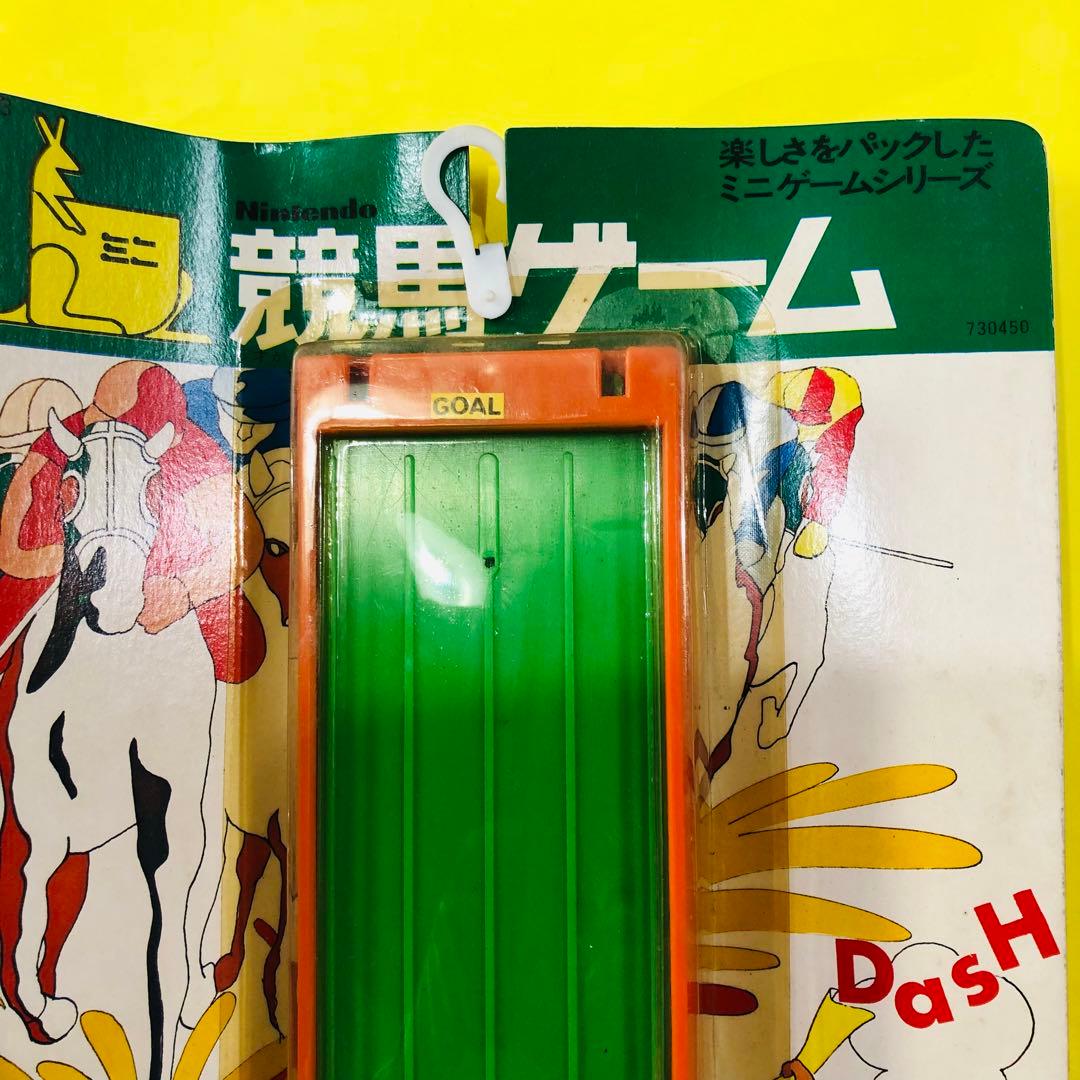 楽しさをパックした
ミニゲームシリーズ
Nintendo
ミニ
競馬ゲーム
730450
GOAL
DasH